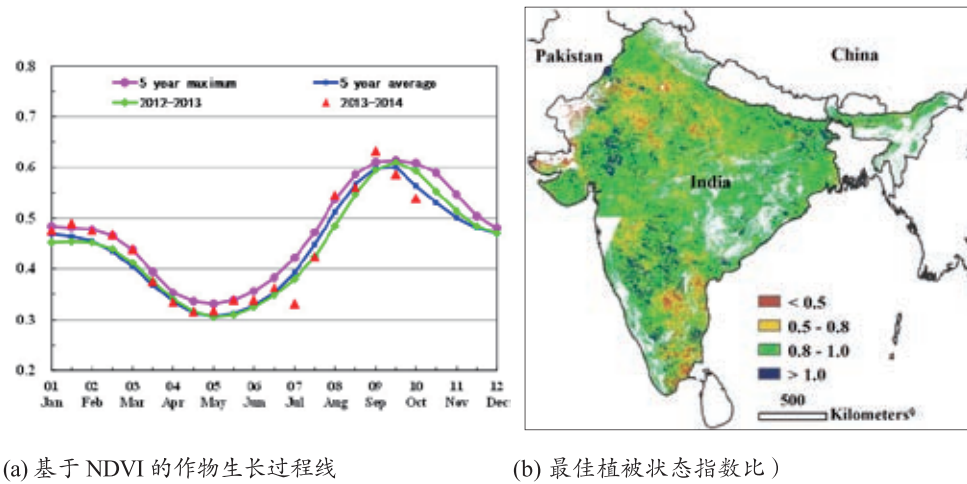 0.8
0.7
0.6
0.5
0.4
0.3
0.2
5 year maximum
5 year average
2012-2013
2013-2014
01 02 03 04 05 06 07 08 09 10 11 12
Jan Feb Mar Apr May Jun Jul Aug Sep Oct Nov Dec
(a) 基于 NDVI 的作物生长过程线
Pakistan
China
India
< 0.5
0.5 - 0.8
0.8 - 1.0
> 1.0
500
Kilometers
(b) 最佳植被状态指数比）